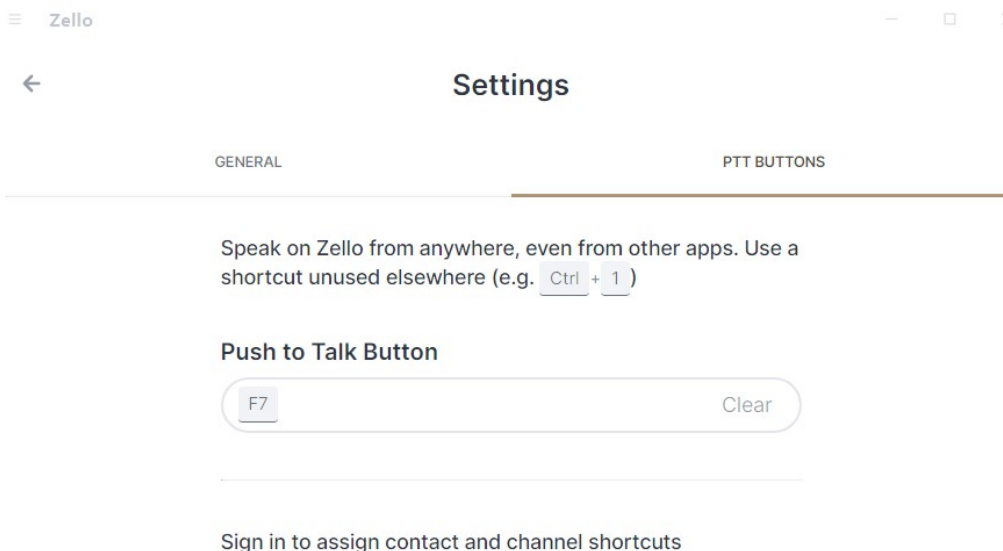 Zello
Settings
GENERAL
PTT BUTTONS
Speak on Zello from anywhere, even from other apps. Use a
shortcut unused elsewhere (e.g. Ctrl + 1 )
Push to Talk Button
F7 Clear
Sign in to assign contact and channel shortcuts